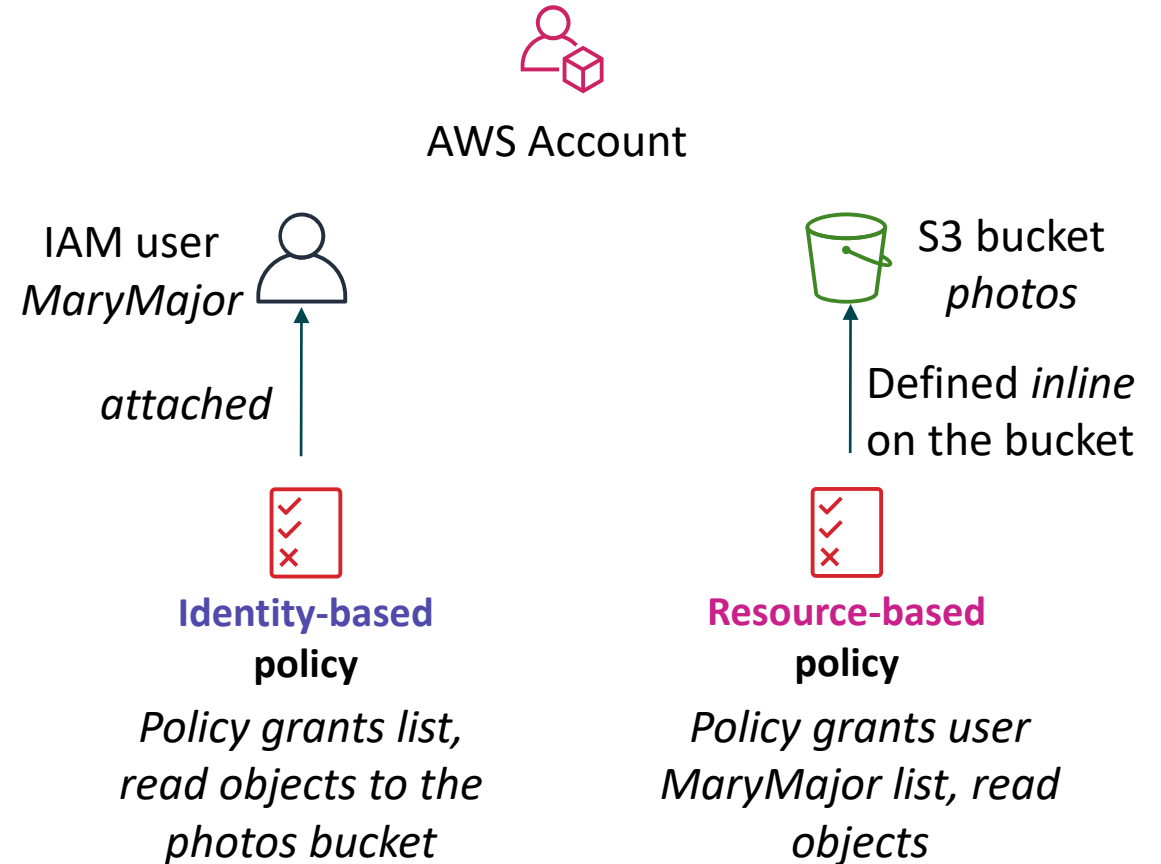 AWS Account
IAM user
MaryMajor
attached
Identity-based
policy
Policy grants list,
read objects to the
photos bucket
S3 bucket
photos
Defined inline
on the bucket
Resource-based
policy
Policy grants user
MaryMajor list, read
objects